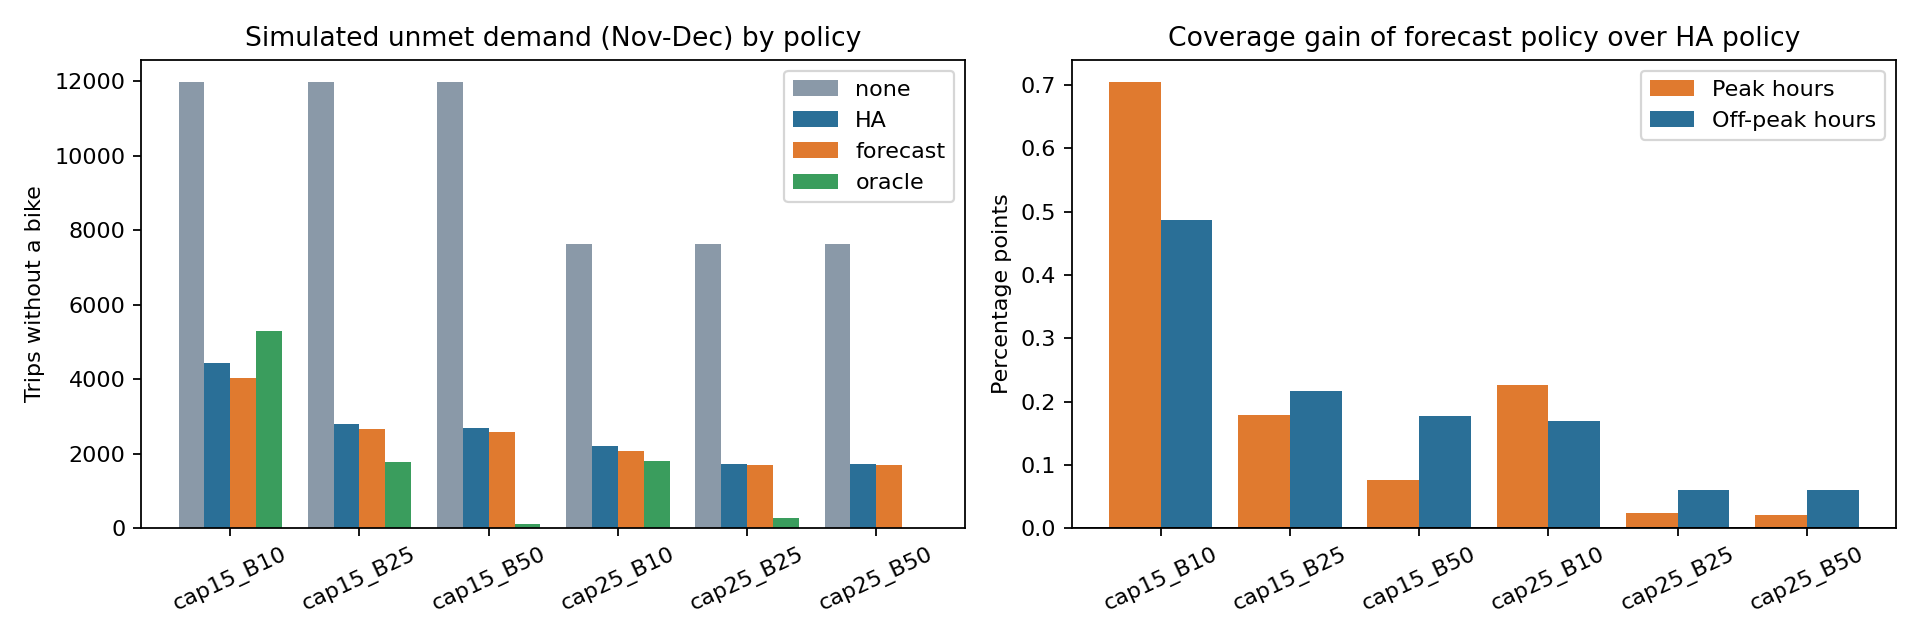 Simulated unmet demand (Nov-Dec) by policy
Trips without a bike
12000
10000
8000
6000
4000
2000
0
none
HA
forecast
oracle
cap15_B10
cap15_B25
cap15_B50
cap25_B10
cap25_B25
cap25_B50
Coverage gain of forecast policy over HA policy
Percentage points
0.7
0.6
0.5
0.4
0.3
0.2
0.1
0.0
Peak hours
Off-peak hours
cap15_B10
cap15_B25
cap15_B50
cap25_B10
cap25_B25
cap25_B50